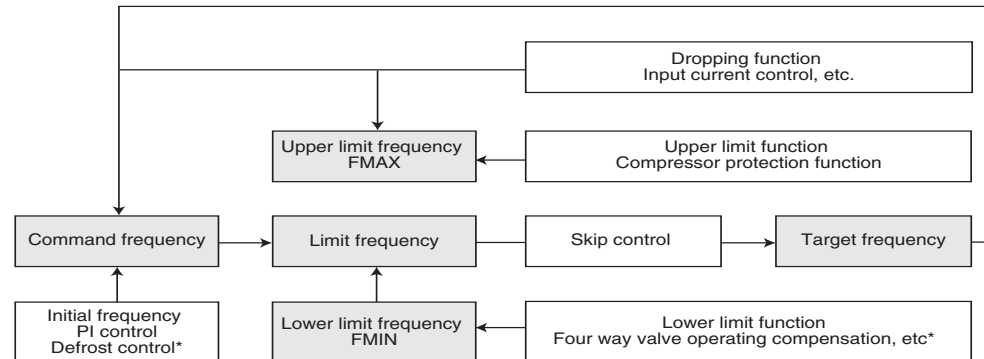 Dropping function
Input current control, etc.
Upper limit frequency
FMAX
Upper limit function
Compressor protection function
Command frequency
Limit frequency
Skip control
Target frequency
Initial frequency
PI control
Defrost control*
Lower limit frequency
FMIN
Lower limit function
Four way valve operating compensation, etc*